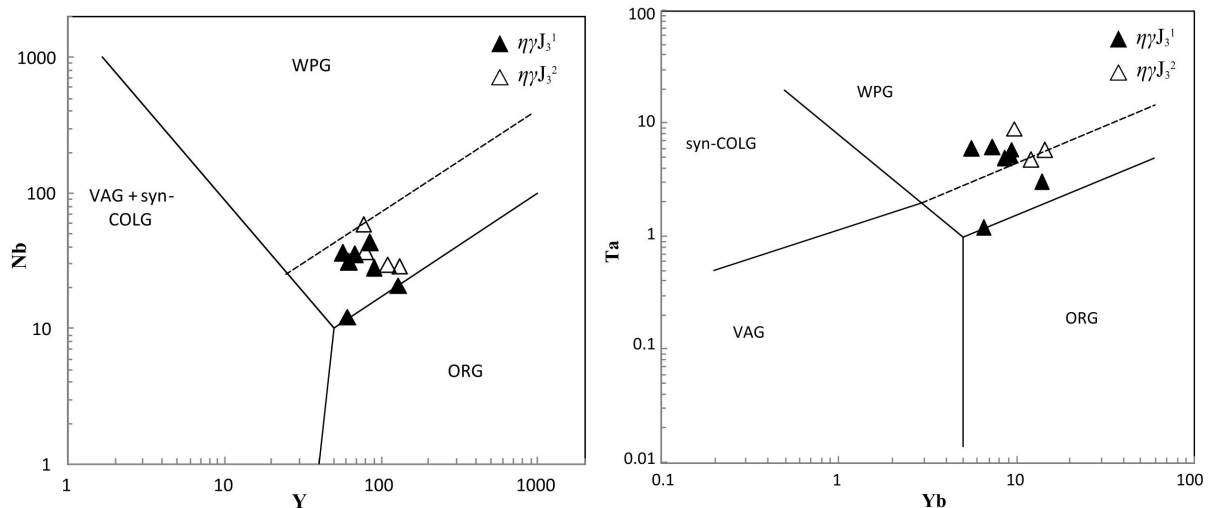 1000
100
10
1
Nb
1
10
100
1000
Y
WPG
VAG + syn-
COLG
ORG
ηγJ₃¹
ηγJ₃²
100
10
1
0.1
0.01
Ta
0.1
1
10
100
Yb
WPG
syn-COLG
VAG
ORG
ηγJ₃¹
ηγJ₃²